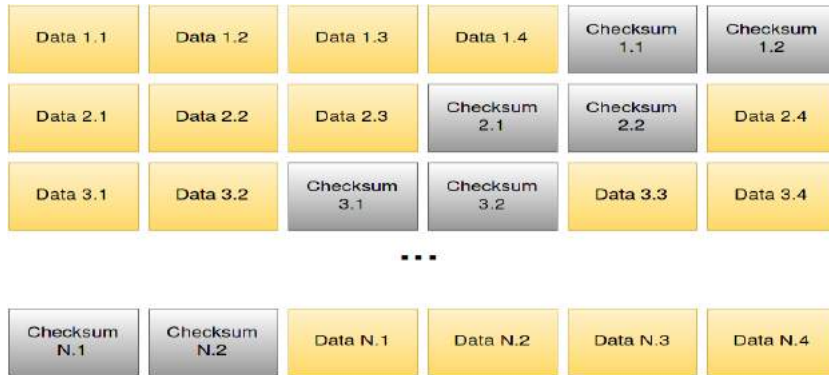 Data 1.1 Data 1.2 Data 1.3 Data 1.4 Checksum 1.1 Checksum 1.2
Data 2.1 Data 2.2 Data 2.3 Checksum 2.1 Checksum 2.2 Data 2.4
Data 3.1 Data 3.2 Checksum 3.1 Checksum 3.2 Data 3.3 Data 3.4
...
Checksum N.1 Checksum N.2 Data N.1 Data N.2 Data N.3 Data N.4